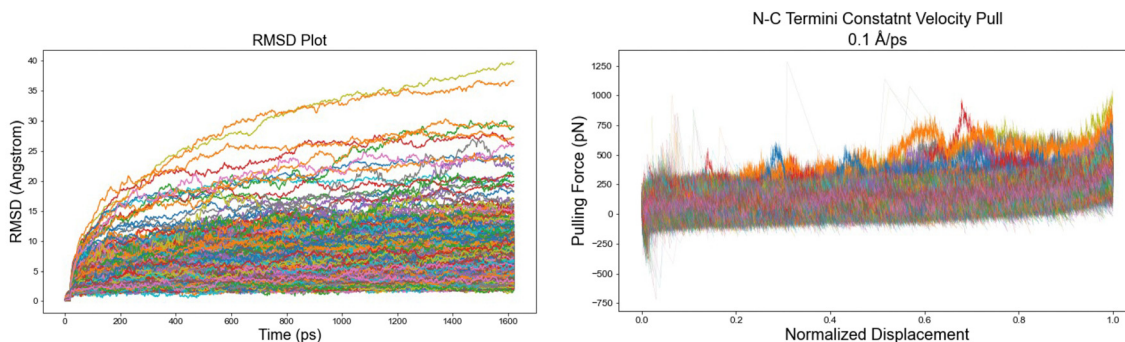 RMSD Plot
RMSD (Angstrom)
40
35
30
25
20
15
10
5
0
0 200 400 600 800 1000 1200 1400 1600
Time (ps)
N-C Termini Constatnt Velocity Pull
0.1 Å/ps
Pulling Force (pN)
1250
1000
750
500
250
0
−250
−500
−750
0.0 0.2 0.4 0.6 0.8 1.0
Normalized Displacement